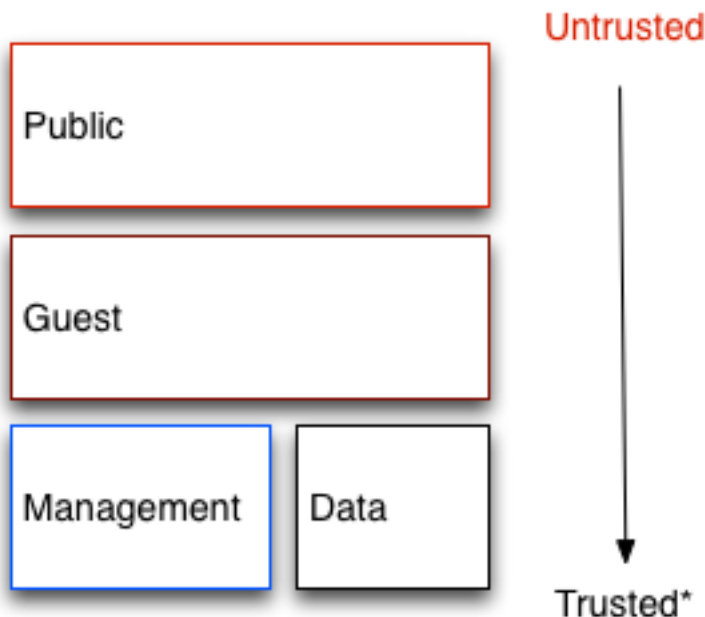 Untrusted
Public
Guest
Management
Data
Trusted*